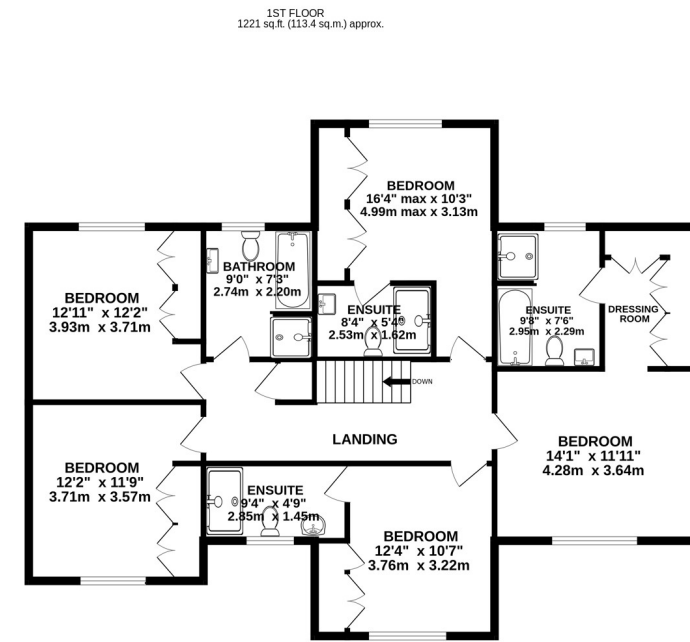 1ST FLOOR
1221 sq.ft. (113.4 sq.m.) approx.
BEDROOM
16'4" max x 10'3"
4.99m max x 3.13m
BATHROOM
9'0" x 7'3"
2.74m x 2.20m
BEDROOM
12'11" x 12'2"
3.93m x 3.71m
ENSUITE
8'4" x 5'4"
2.53m x 1.62m
ENSUITE
9'8" x 7'6"
2.95m x 2.29m
DRESSING
ROOM
DOWN
LANDING
BEDROOM
14'1" x 11'11"
4.28m x 3.64m
BEDROOM
12'2" x 11'9"
3.71m x 3.57m
ENSUITE
9'4" x 4'9"
2.85m x 1.45m
BEDROOM
12'4" x 10'7"
3.76m x 3.22m